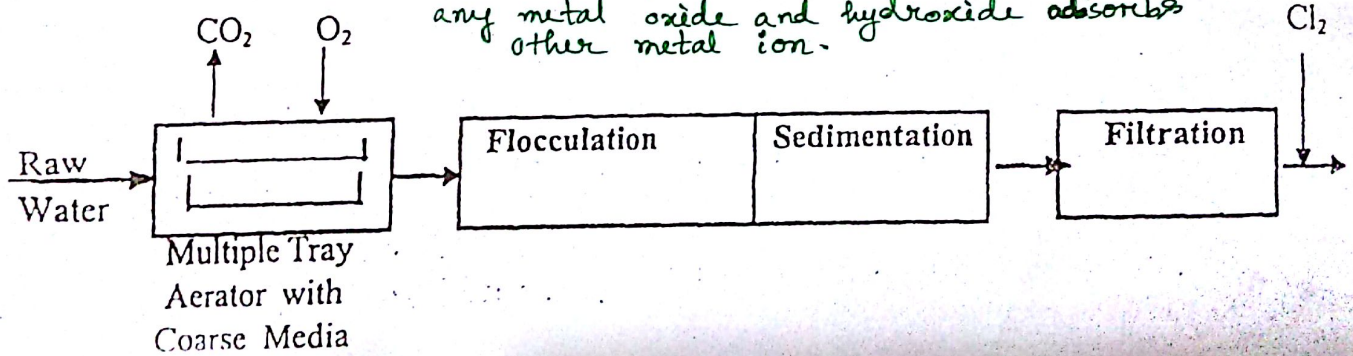 any metal oxide and hydroxide adsorbs
other metal ion.
CO₂ O₂ Cl₂
Flocculation Sedimentation Filtration
Raw
Water
Multiple Tray
Aerator with
Coarse Media